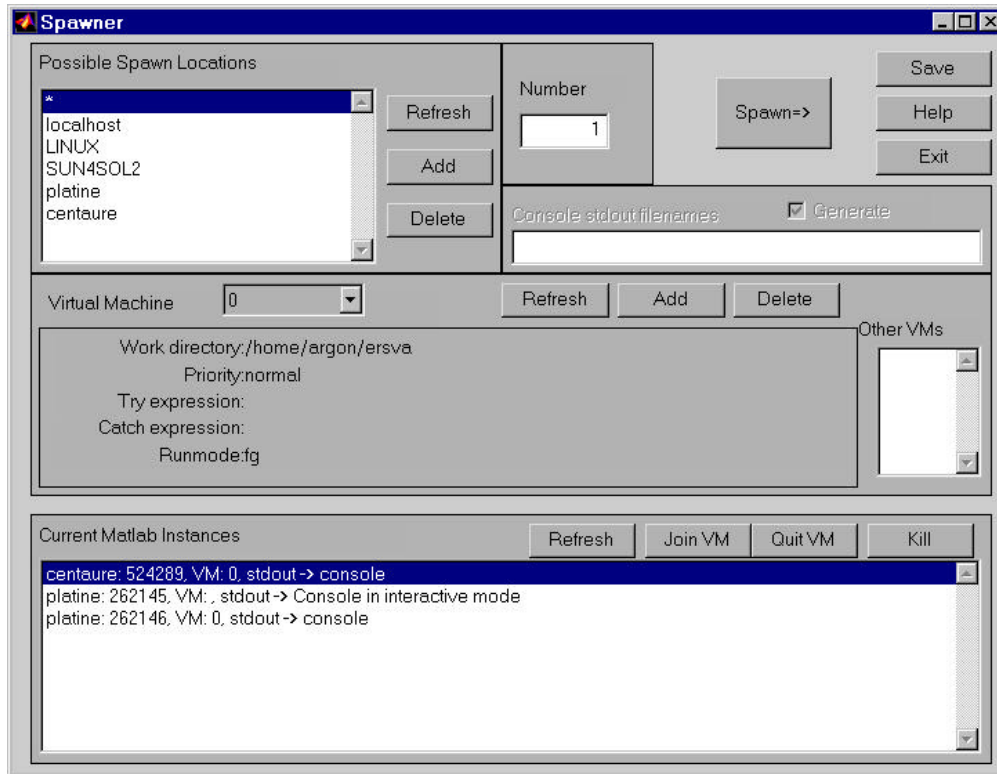 Spawner
Possible Spawn Locations
*
localhost
LINUX
SUN4SOL2
platine
centaure
Refresh
Add
Delete
Number
1
Spawn=>
Save
Help
Exit
Console stdout filenames Generate
Virtual Machine 0 Refresh Add Delete
Other VMs
Work directory:/home/argon/ersva
Priority:normal
Try expression:
Catch expression:
Runmode:fg
Current Matlab Instances Refresh Join VM Quit VM Kill
centaure: 524289, VM: 0, stdout -> console
platine: 262145, VM: , stdout -> Console in interactive mode
platine: 262146, VM: 0, stdout -> console